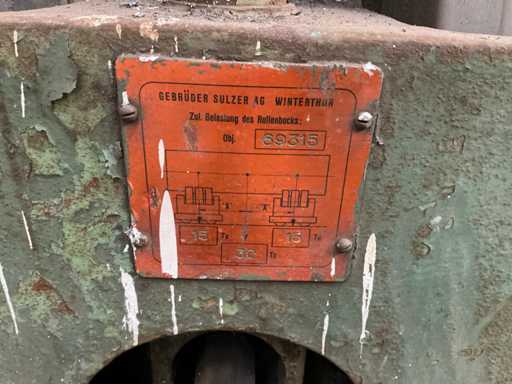 GEBRÜDER SULZER AG WINTERTHUR
Zul. Belastung des Rollenbocks:
Obj. 69315
15 To 15 To
30 To